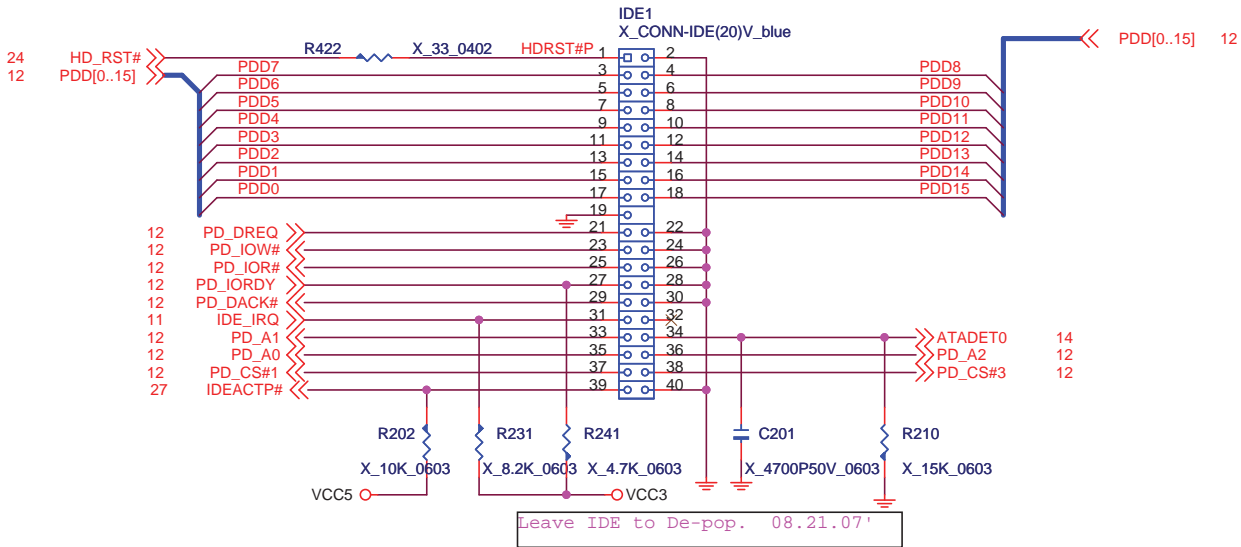 IDE1
X_CONN-IDE(20)V_blue
24 HD_RST# R422 X_33_0402 HDRST#P 1 2 PDD[0..15] 12
12 PDD[0..15] PDD7 3 4 PDD8
PDD6 5 6 PDD9
PDD5 7 8 PDD10
PDD4 9 10 PDD11
PDD3 11 12 PDD12
PDD2 13 14 PDD13
PDD1 15 16 PDD14
PDD0 17 18 PDD15
19
12 PD_DREQ 21 22
12 PD_IOW# 23 24
12 PD_IOR# 25 26
12 PD_IORDY 27 28
12 PD_DACK# 29 30
11 IDE_IRQ 31 32
12 PD_A1 33 34 ATADET0 14
12 PD_A0 35 36 PD_A2 12
12 PD_CS#1 37 38 PD_CS#3 12
27 IDEACTP# 39 40
R202 R231 R241 C201 R210
X_10K_0603 X_8.2K_0603 X_4.7K_0603 X_4700P50V_0603 X_15K_0603
VCC5 VCC3
Leave IDE to De-pop. 08.21.07'